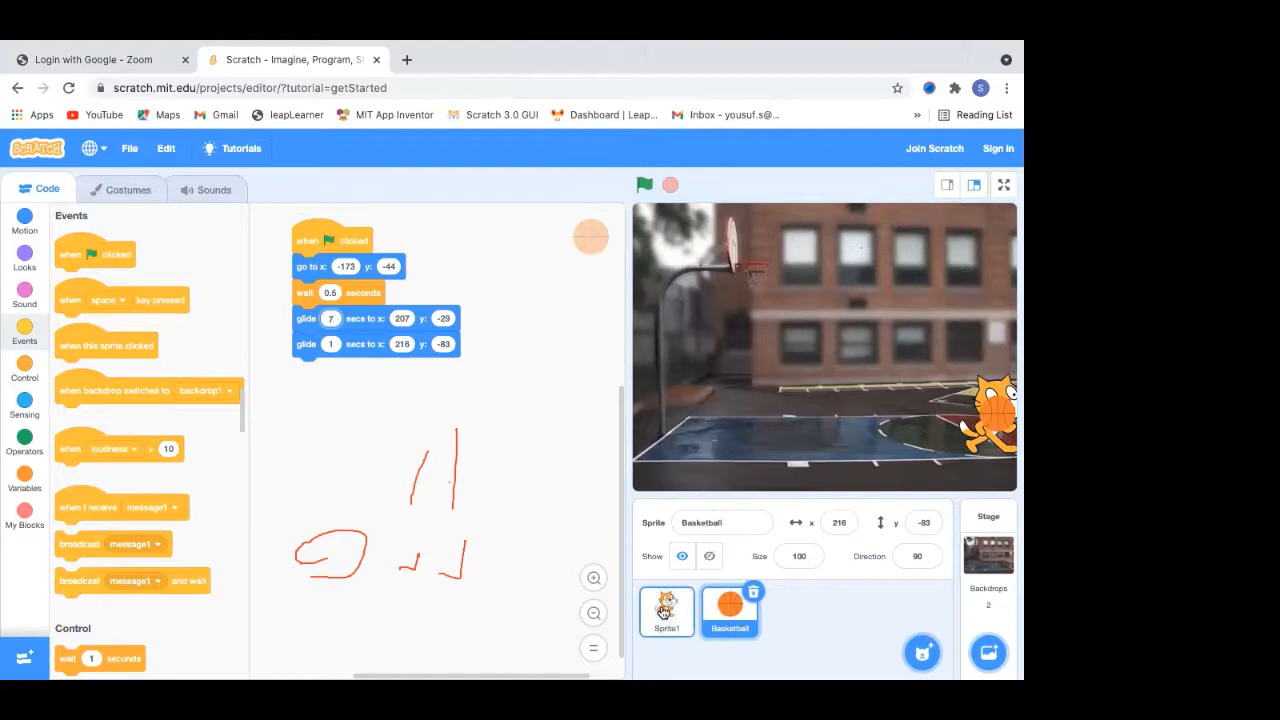 Login with Google - Zoom
Scratch - Imagine, Program, S
scratch.mit.edu/projects/editor/?tutorial=getStarted
S
Apps YouTube Maps Gmail leapLearner MIT App Inventor Scratch 3.0 GUI Dashboard | Leap... Inbox - yousuf.s@... » Reading List
SCRATCH File Edit Tutorials Join Scratch Sign in
Code Costumes Sounds
Motion
Looks
Sound
Events
Control
Sensing
Operators
Variables
My Blocks
Events
when clicked
when space key pressed
when this sprite clicked
when backdrop switches to backdrop1
when loudness > 10
when I receive message1
broadcast message1
broadcast message1 and wait
Control
wait 1 seconds
when clicked
go to x: -173 y: -44
wait 0.5 seconds
glide 7 secs to x: 207 y: -29
glide 1 secs to x: 216 y: -83
Sprite Basketball x 216 y -83
Show Size 100 Direction 90
Sprite1
Basketball
Stage
Backdrops
2